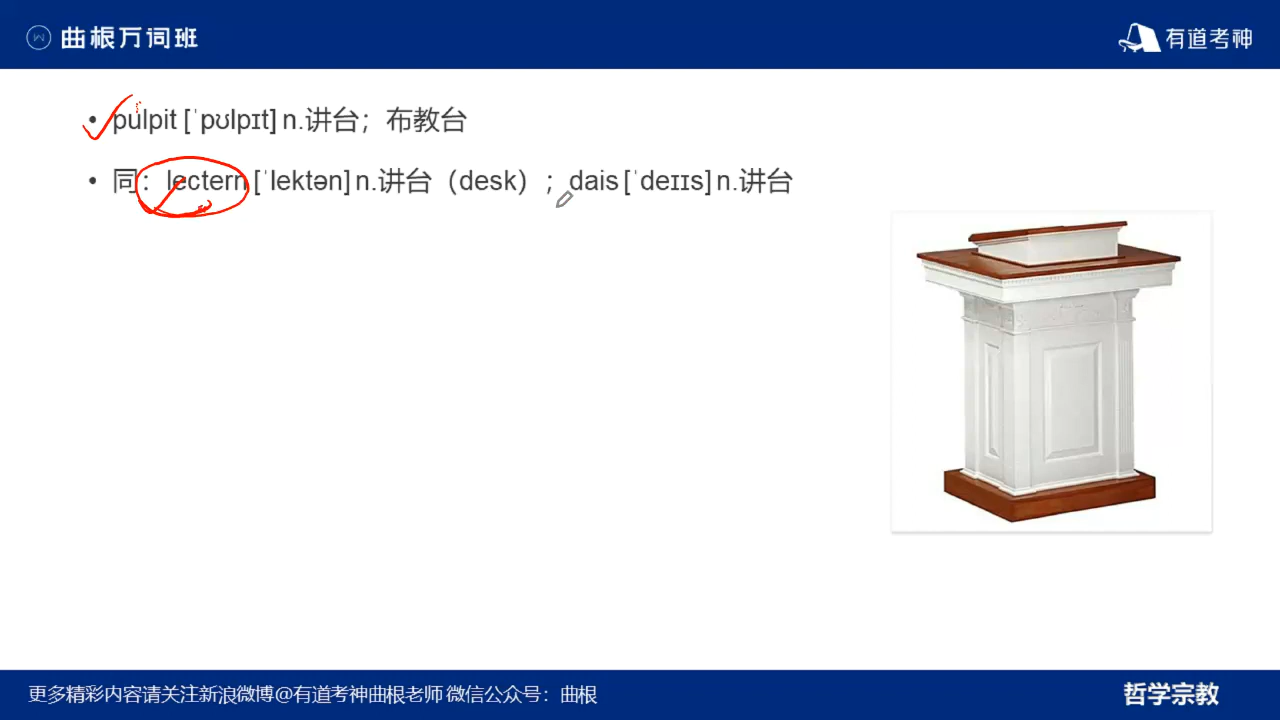 曲根万词班
有道考神
• pulpit [ˈpʊlpɪt] n.讲台；布教台
• 同：lectern [ˈlektən] n.讲台（desk）；dais [ˈdeɪɪs] n.讲台
更多精彩内容请关注新浪微博@有道考神曲根老师 微信公众号：曲根
哲学宗教